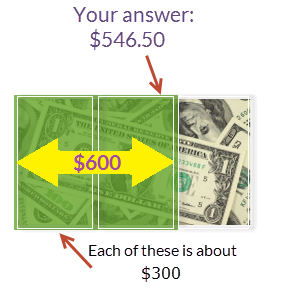 Your answer:
$546.50
$600
Each of these is about
$300